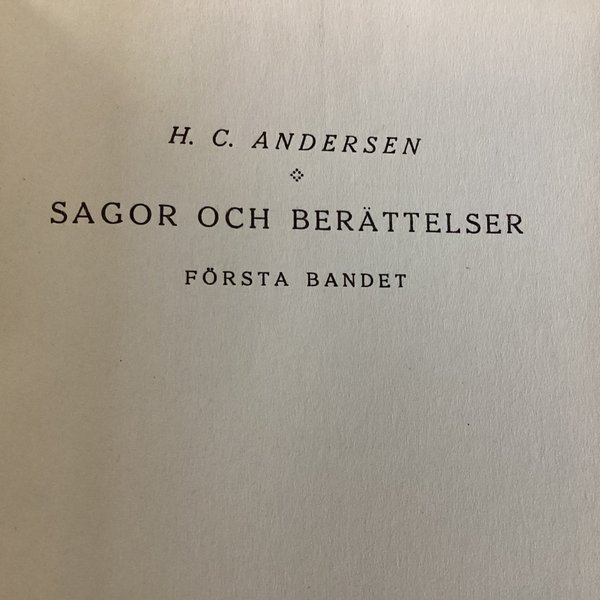 H. C. ANDERSEN
SAGOR OCH BERÄTTELSER
FÖRSTA BANDET